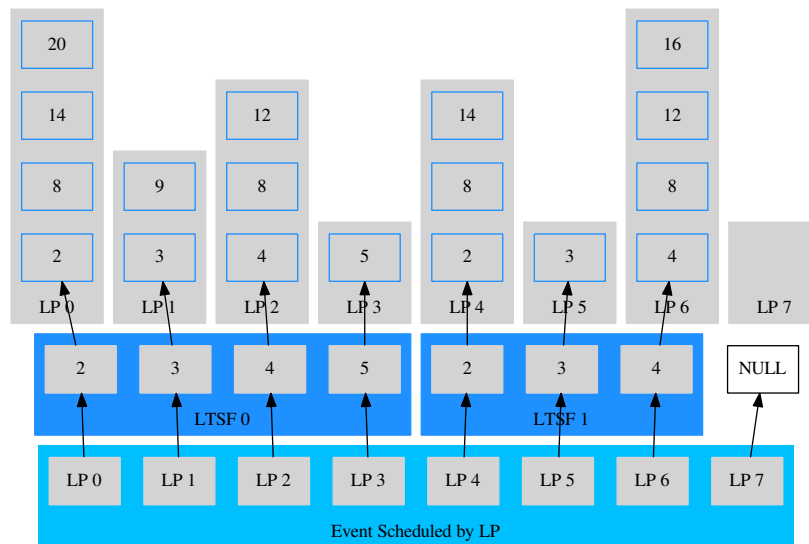 20 16
14 12 14 12
8 9 8 8 8
2 3 4 5 2 3 4
LP 0 LP 1 LP 2 LP 3 LP 4 LP 5 LP 6 LP 7
2 3 4 5 2 3 4 NULL
LTSF 0 LTSF 1
LP 0 LP 1 LP 2 LP 3 LP 4 LP 5 LP 6 LP 7
Event Scheduled by LP